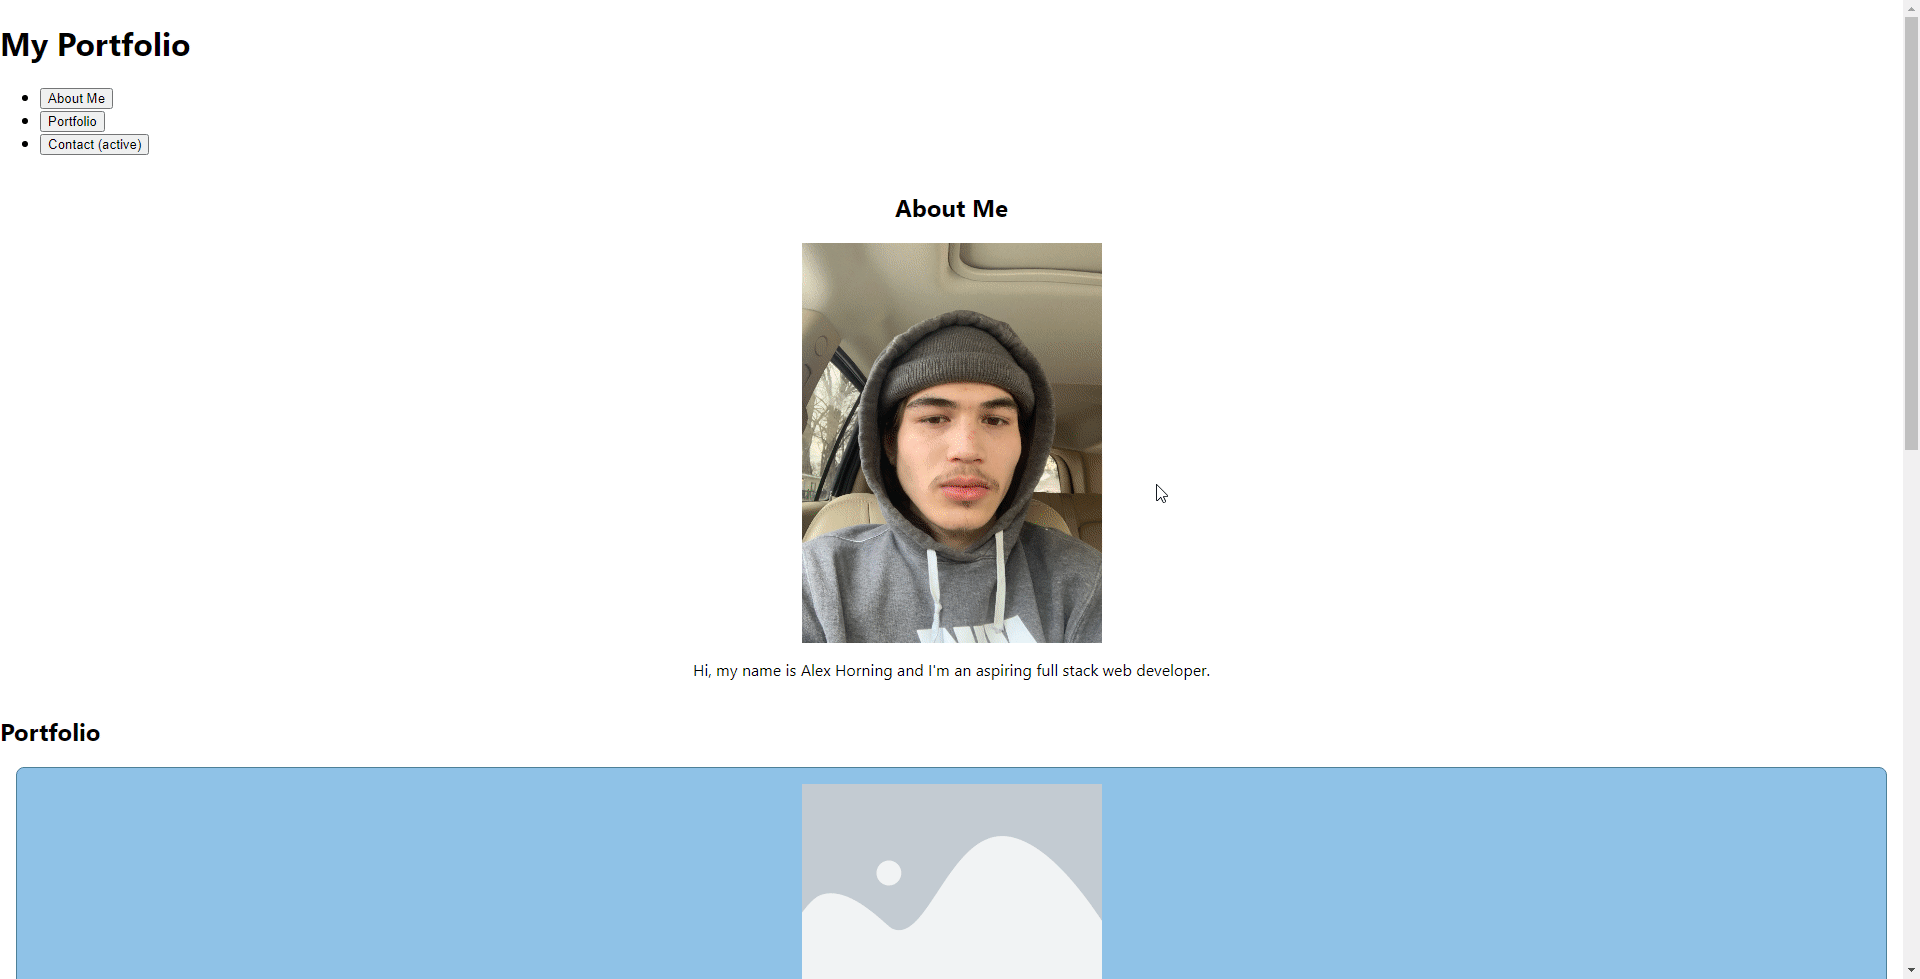 My Portfolio
About Me
Portfolio
Contact (active)
About Me
Hi, my name is Alex Horning and I'm an aspiring full stack web developer.
Portfolio